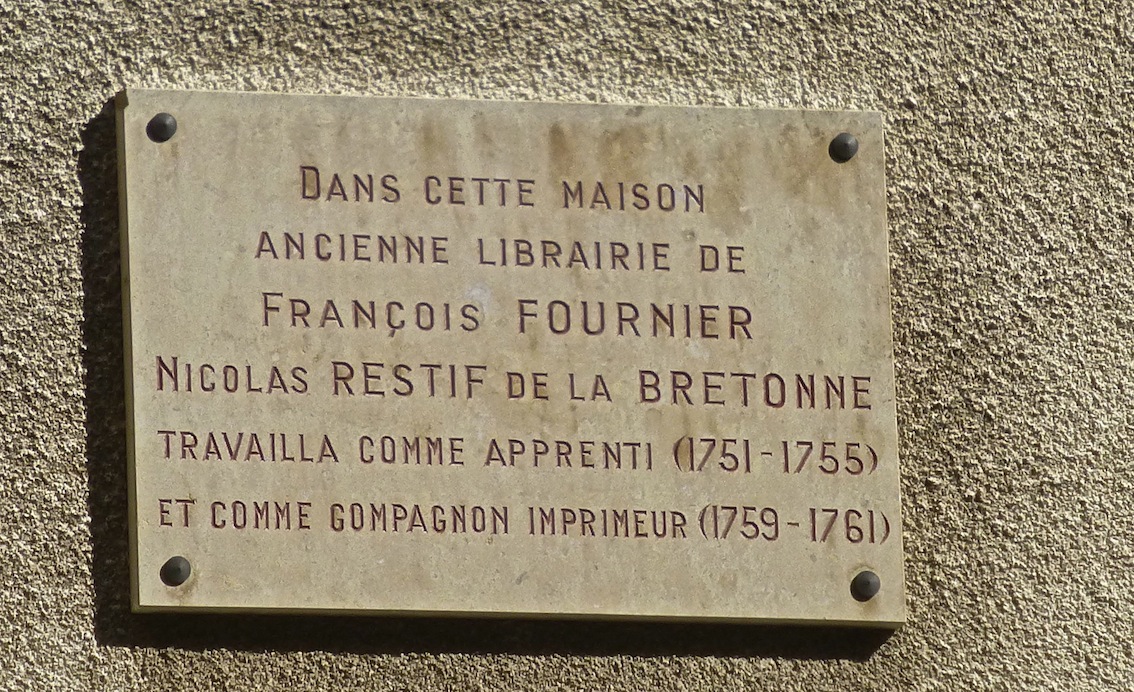 Dans cette maison
ancienne librairie de
François FOURNIER
Nicolas RESTIF de la BRETONNE
travailla comme apprenti (1751-1755)
et comme gompagnon imprimeur (1759-1761)